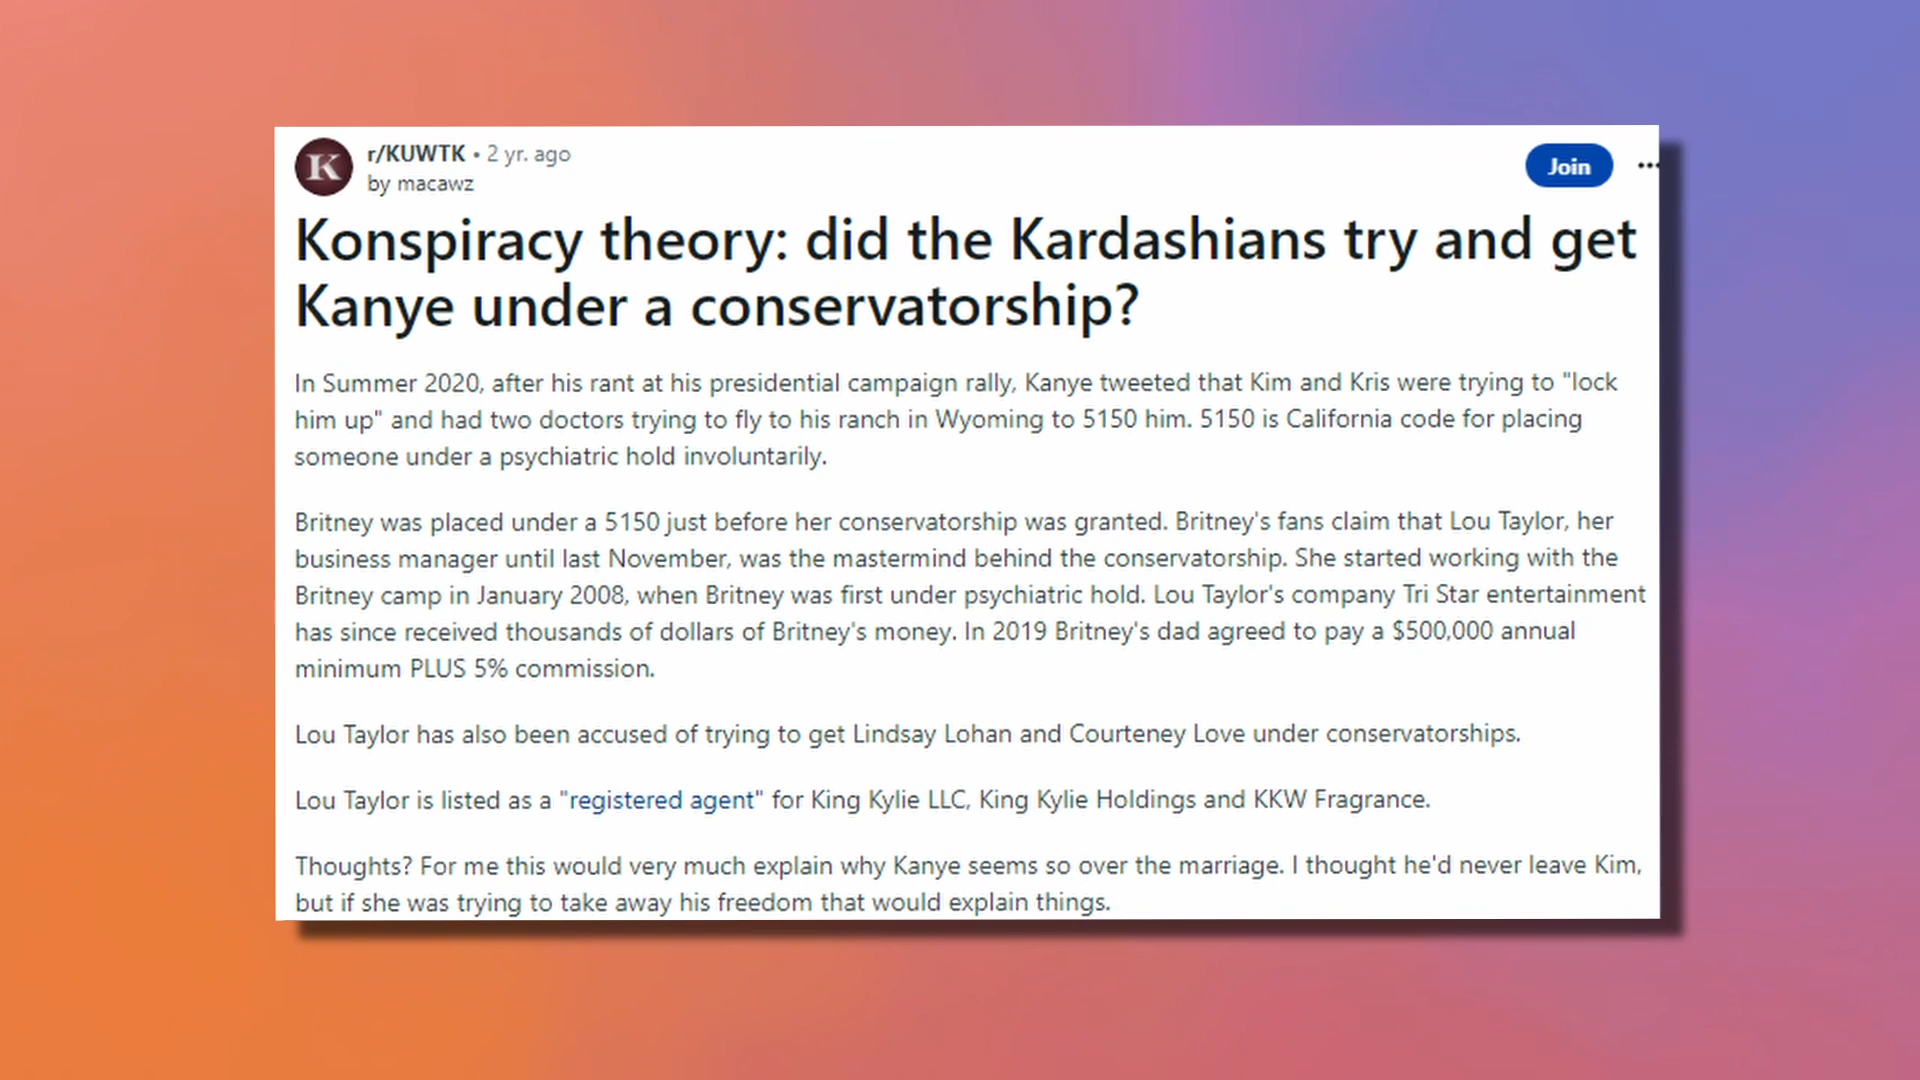 K
r/KUWTK • 2 yr. ago
by macawz
Join
Konspiracy theory: did the Kardashians try and get
Kanye under a conservatorship?
In Summer 2020, after his rant at his presidential campaign rally, Kanye tweeted that Kim and Kris were trying to "lock
him up" and had two doctors trying to fly to his ranch in Wyoming to 5150 him. 5150 is California code for placing
someone under a psychiatric hold involuntarily.
Britney was placed under a 5150 just before her conservatorship was granted. Britney's fans claim that Lou Taylor, her
business manager until last November, was the mastermind behind the conservatorship. She started working with the
Britney camp in January 2008, when Britney was first under psychiatric hold. Lou Taylor's company Tri Star entertainment
has since received thousands of dollars of Britney's money. In 2019 Britney's dad agreed to pay a $500,000 annual
minimum PLUS 5% commission.
Lou Taylor has also been accused of trying to get Lindsay Lohan and Courteney Love under conservatorships.
Lou Taylor is listed as a "registered agent" for King Kylie LLC, King Kylie Holdings and KKW Fragrance.
Thoughts? For me this would very much explain why Kanye seems so over the marriage. I thought he'd never leave Kim,
but if she was trying to take away his freedom that would explain things.